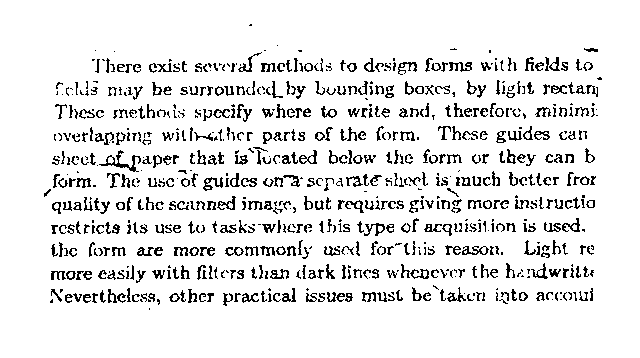 There exist several methods to design forms with fields to
fields may be surrounded by bounding boxes, by light rectan
These methods specify where to write and, therefore, minimi
overlapping with other parts of the form. These guides can
sheet of paper that is located below the form or they can b
form. The use of guides on a separate sheet is much better fror
quality of the scanned image, but requires giving more instructio
restricts its use to tasks where this type of acquisition is used.
the form are more commonly used for this reason. Light re
more easily with filters than dark lines whenever the handwritte
Nevertheless, other practical issues must be taken into accoun